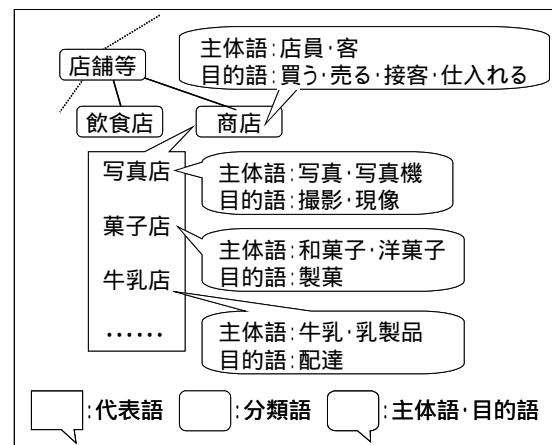 店舗等
飲食店
商店
主体語:店員·客
目的語:買う·売る·接客·仕入れる
写真店
主体語:写真·写真機
目的語:撮影·現像
菓子店
主体語:和菓子·洋菓子
目的語:製菓
牛乳店
主体語:牛乳·乳製品
目的語:配達
……
:代表語
:分類語
:主体語·目的語